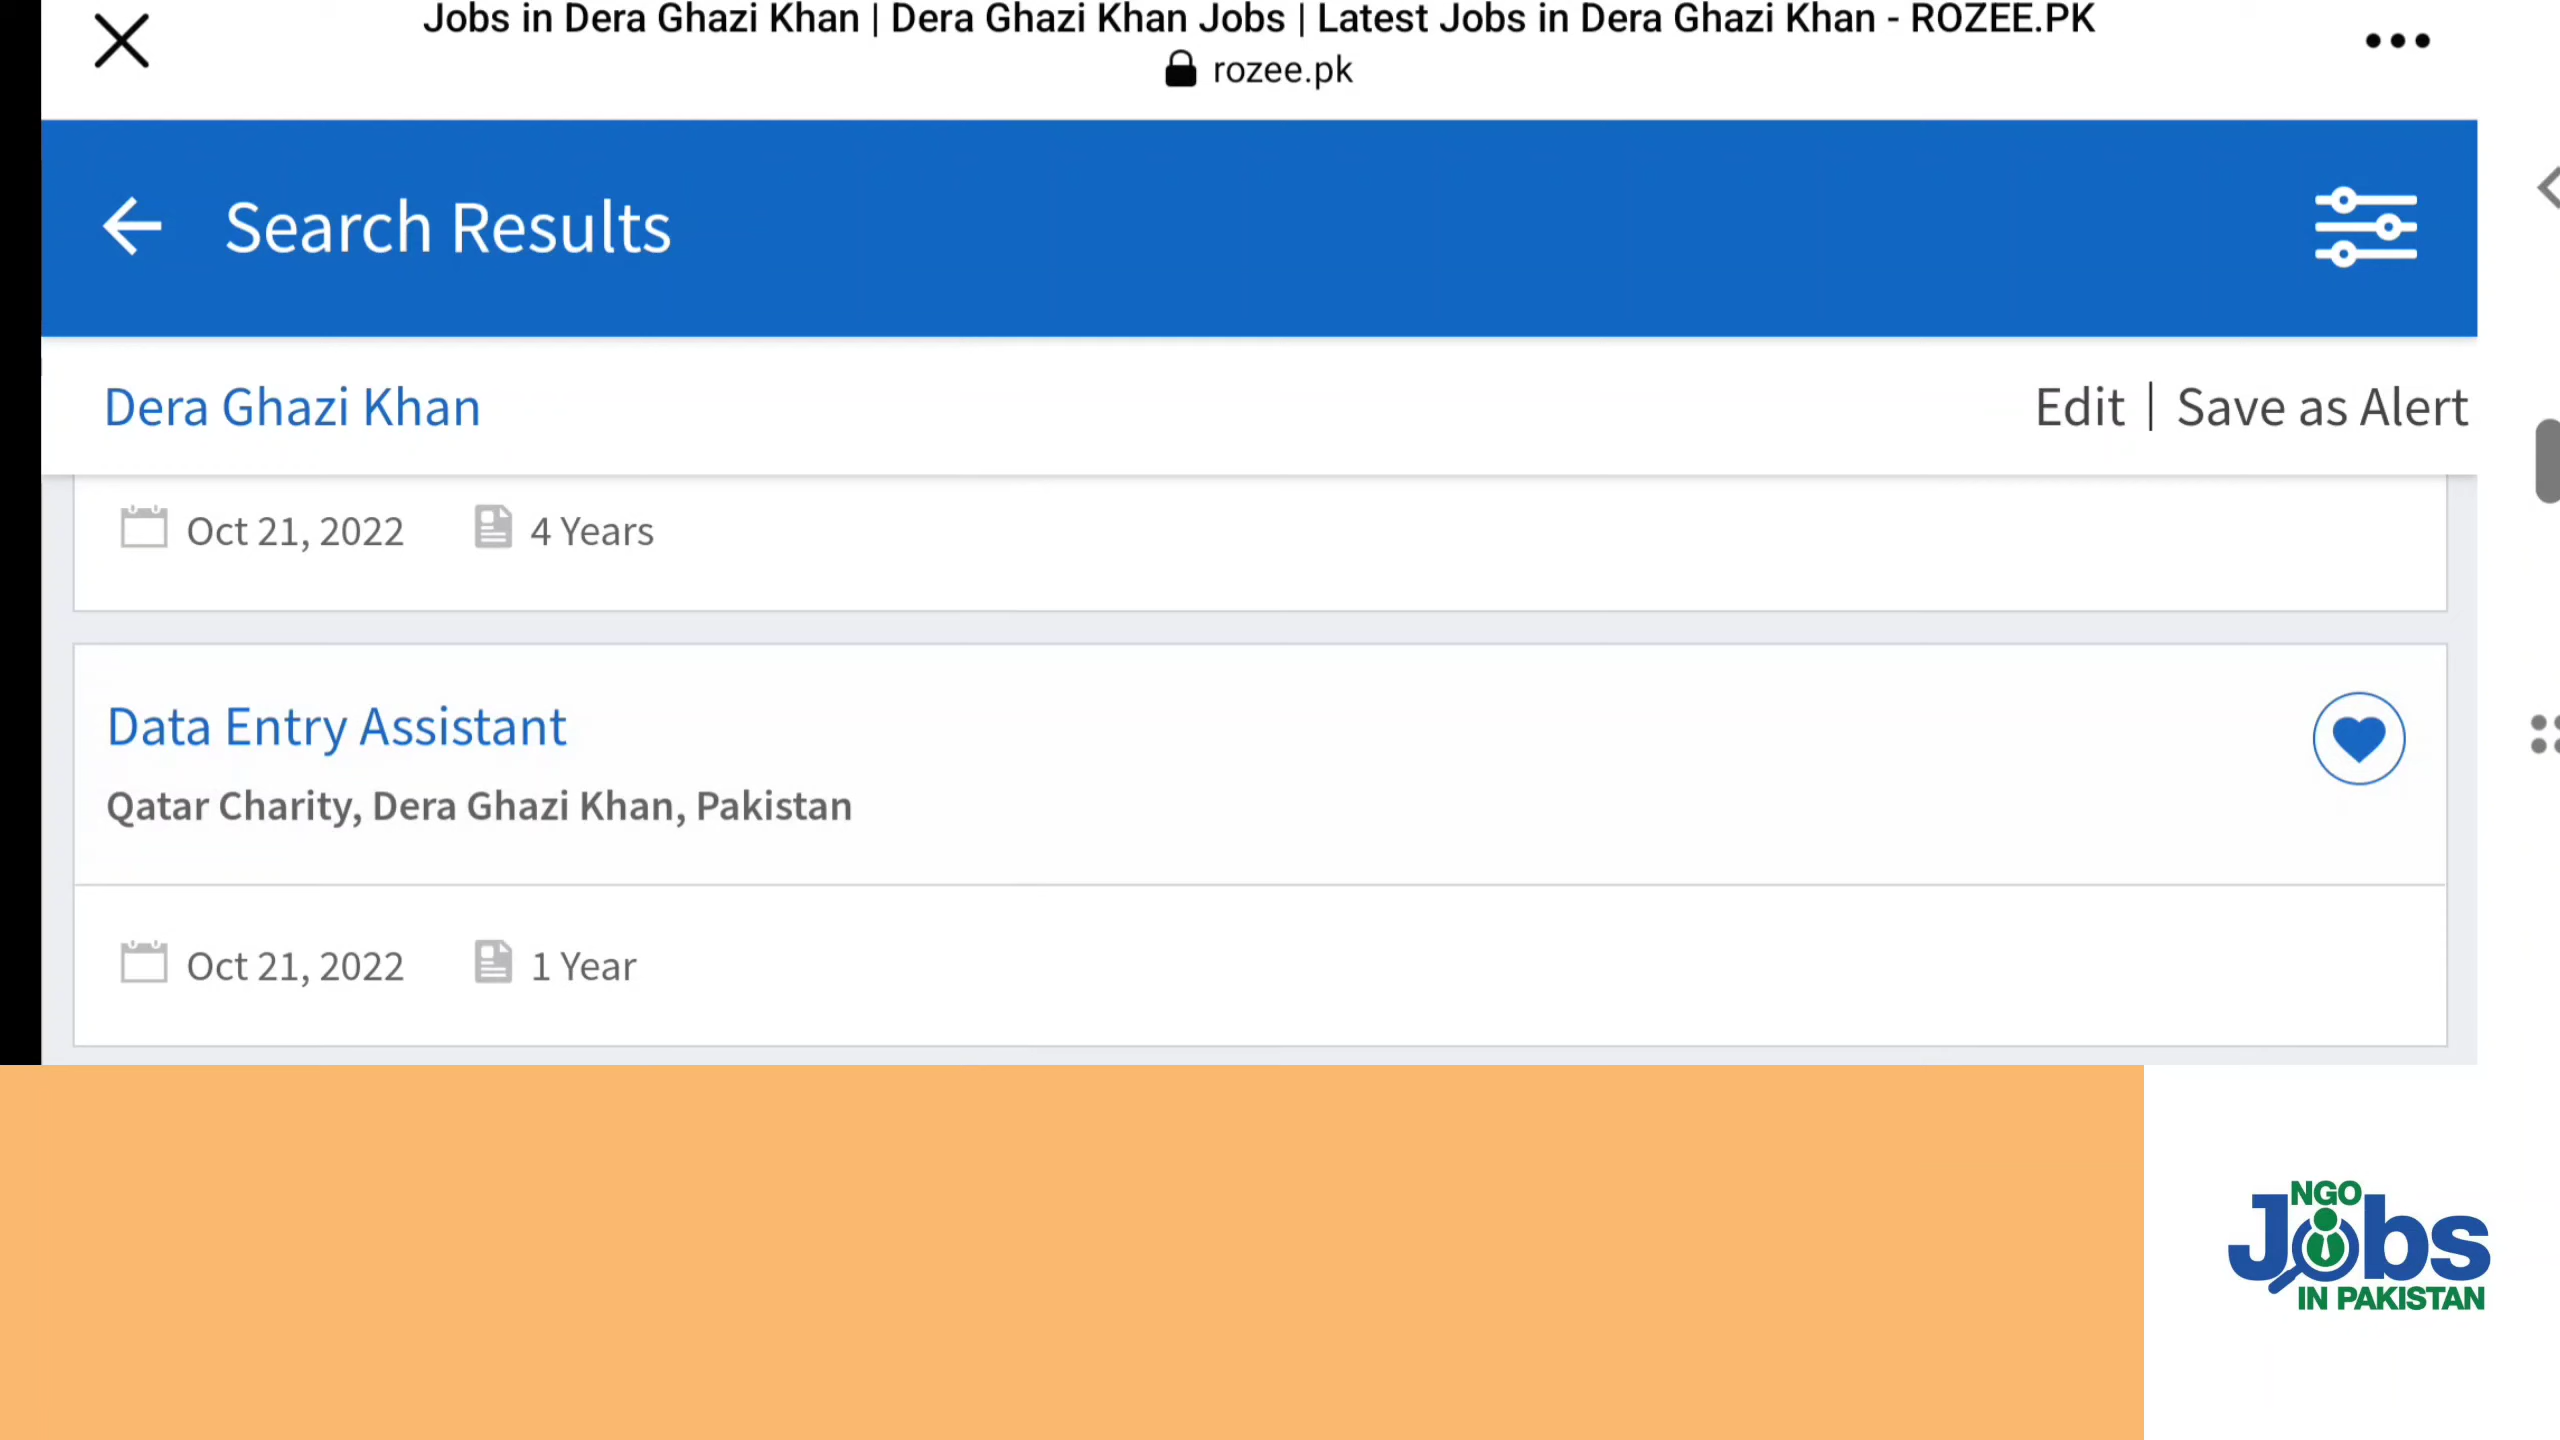 Jobs in Dera Ghazi Khan | Dera Ghazi Khan Jobs | Latest Jobs in Dera Ghazi Khan - ROZEE.PK
rozee.pk
Search Results
Dera Ghazi Khan
Edit | Save as Alert
Oct 21, 2022
4 Years
Data Entry Assistant
Qatar Charity, Dera Ghazi Khan, Pakistan
Oct 21, 2022
1 Year
NGO
Jobs
IN PAKISTAN